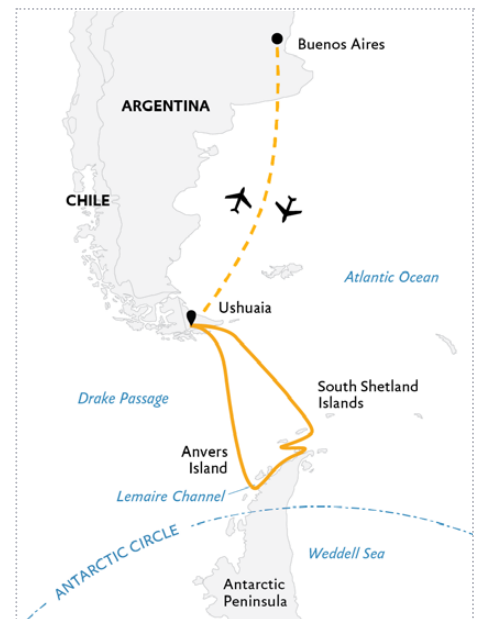 Buenos Aires
ARGENTINA
CHILE
Atlantic Ocean
Ushuaia
South Shetland
Islands
Drake Passage
Anvers
Island
Lemaire Channel
ANTARCTIC CIRCLE
Weddell Sea
Antarctic
Peninsula